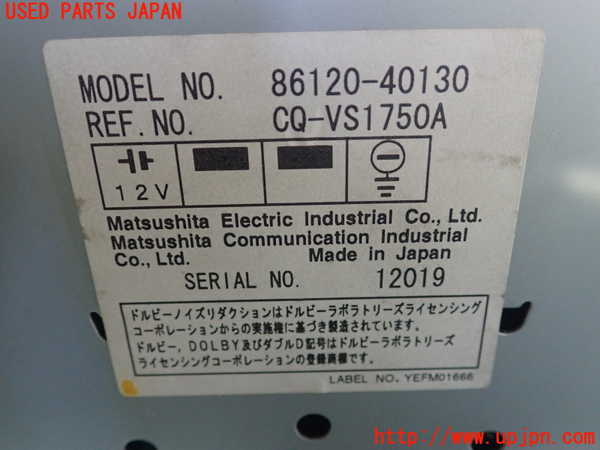 USED PARTS JAPAN
MODEL NO. 86120-40130
REF.NO. CQ-VS1750A
12V
Matsushita Electric Industrial Co., Ltd.
Matsushita Communication Industrial
Co., Ltd. Made in Japan
SERIAL NO. 12019
ドルビーノイズリダクションはドルビーラボラトリーズライセンシング
コーポレーションからの実施権に基づき製造されています。
ドルビー, DOLBY及びダブルD記号はドルビーラボラトリーズ
ライセンシングコーポレーションの登録商標です。
LABEL NO. YEFM01666
http://www.upjpn.com/